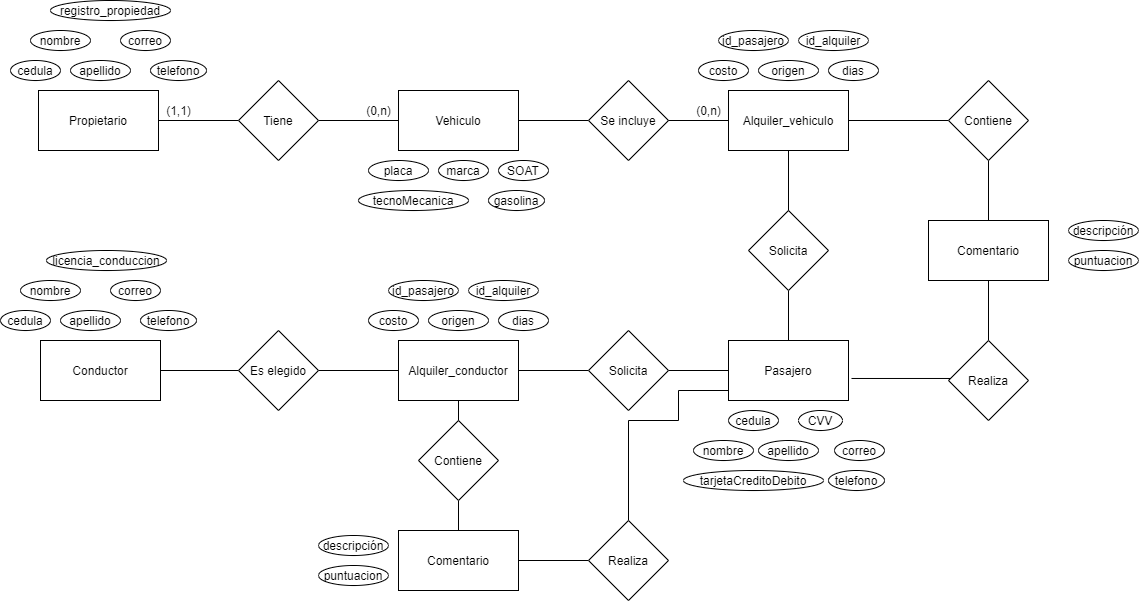 registro_propiedad
nombre correo
cedula apellido telefono
Propietario
(1,1)
Tiene
(0,n)
Vehiculo
placa marca SOAT
tecnoMecanica gasolina
Se incluye
(0,n)
id_pasajero id_alquiler
costo origen dias
Alquiler_vehiculo
Contiene
Solicita
Comentario
descripción
puntuacion
licencia_conduccion
nombre correo
cedula apellido telefono
Conductor
Es elegido
id_pasajero id_alquiler
costo origen dias
Alquiler_conductor
Solicita
Pasajero
Realiza
cedula CVV
nombre apellido correo
tarjetaCreditoDebito telefono
Contiene
descripción
puntuacion
Comentario
Realiza